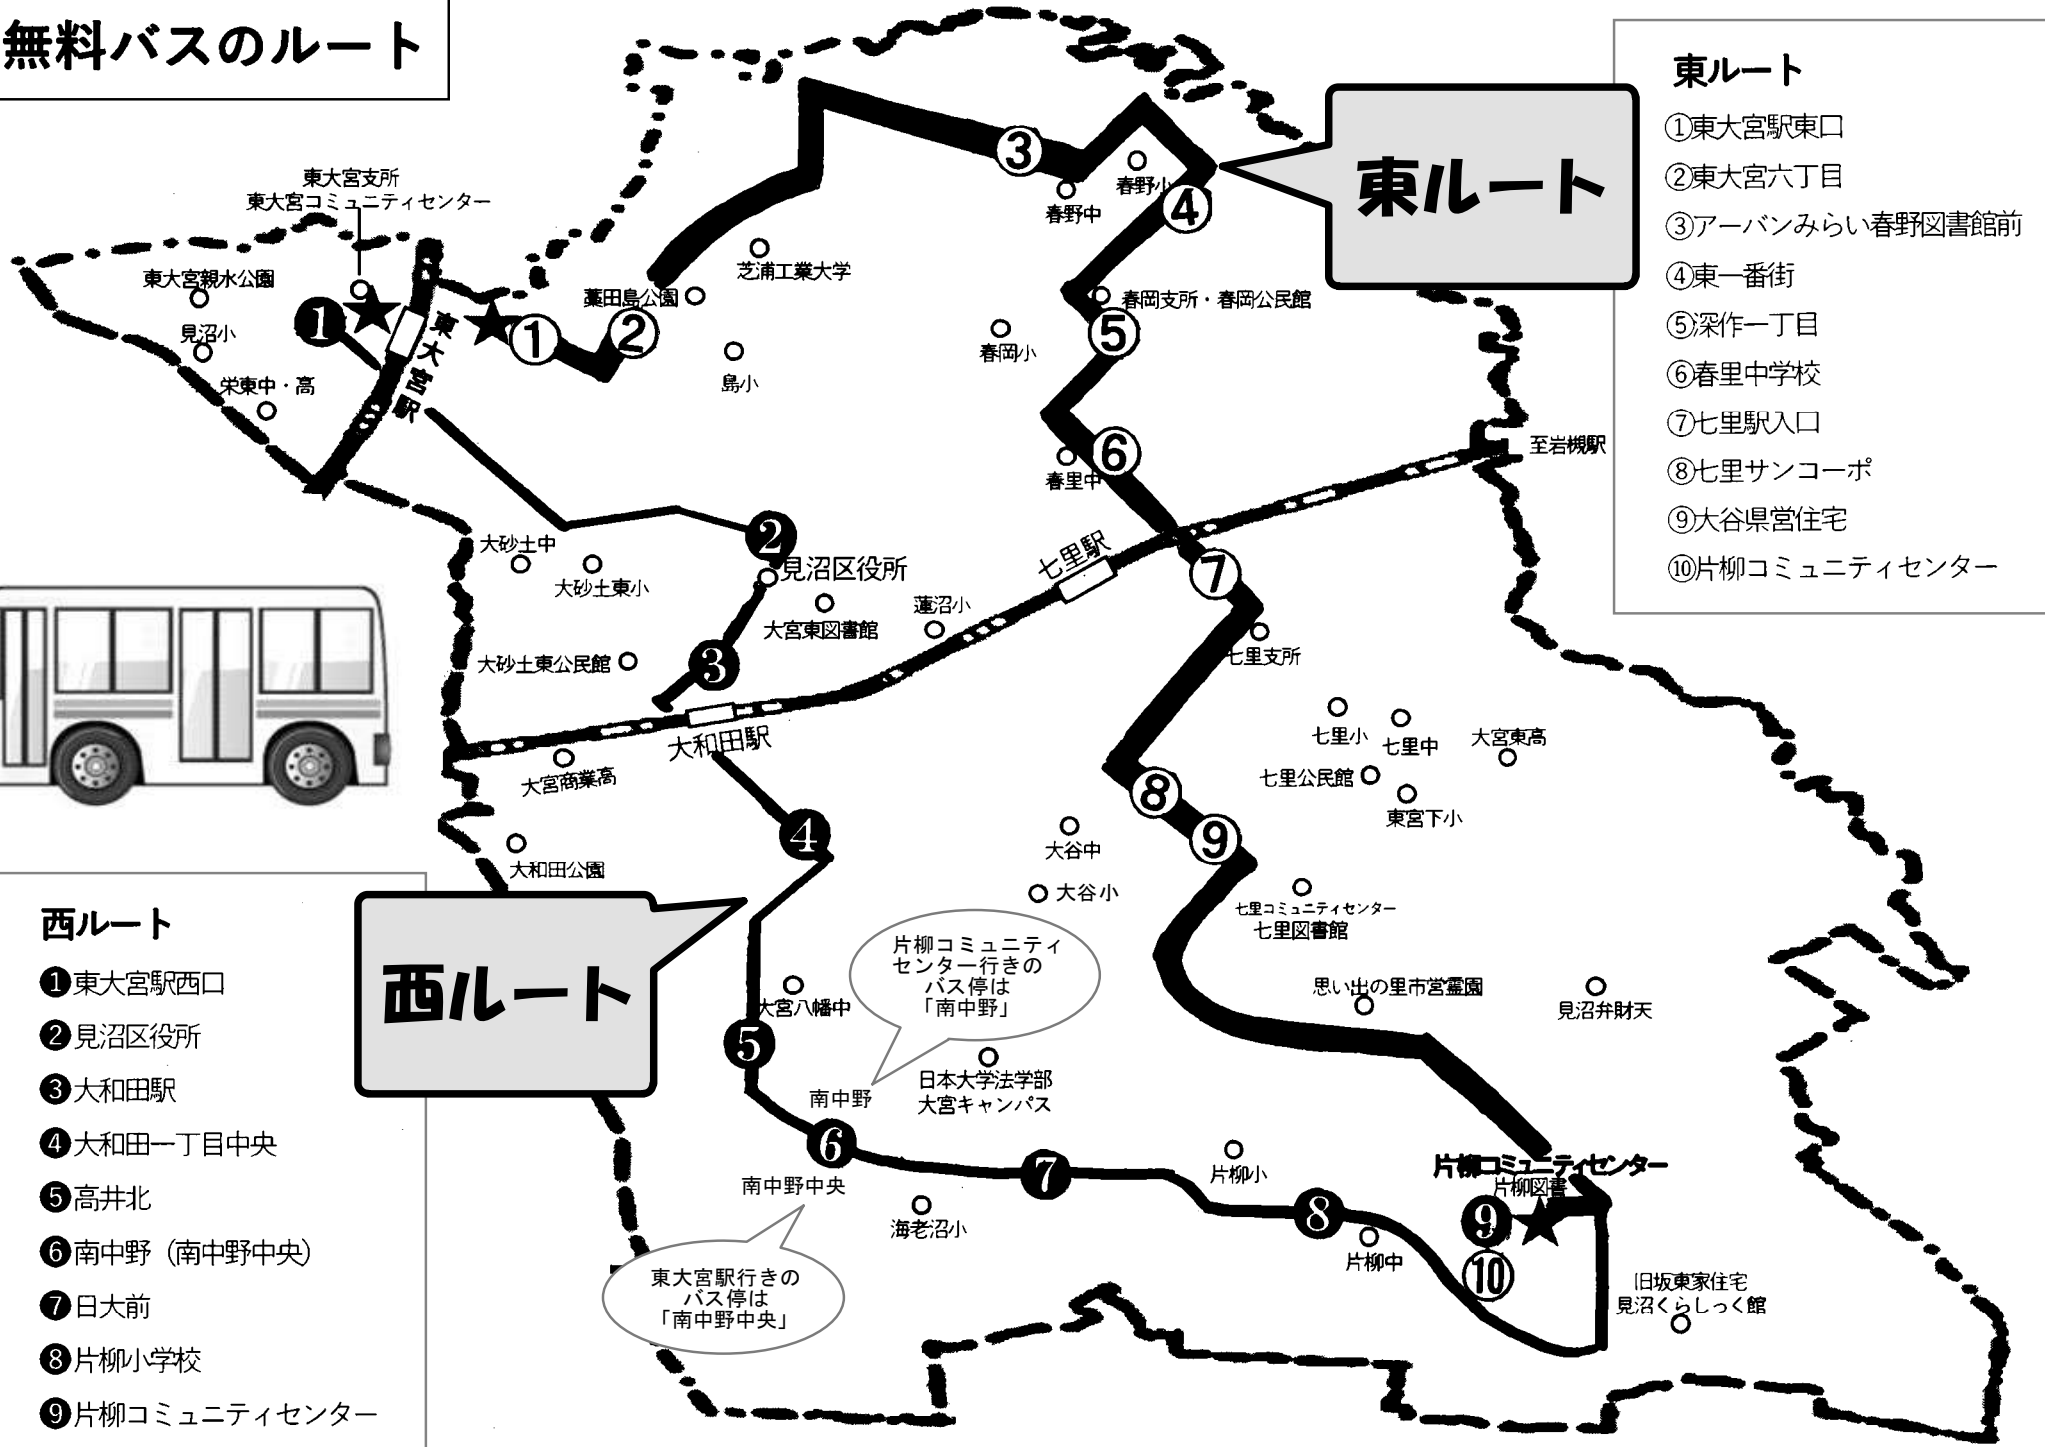 無料バスのルート
東ルート
①東大宮駅東口
②東大宮六丁目
③アーバンみらい春野図書館前
④東一番街
⑤深作一丁目
⑥春里中学校
⑦七里駅入口
⑧七里サンコーポ
⑨大谷県営住宅
⑩片柳コミュニティセンター
東ルート
東大宮支所
東大宮コミュニティセンター
東大宮親水公園
見沼小
栄東中・高
❶
東大宮駅
①
②
③
④
⑤
⑥
⑦
⑧
⑨
⑩
春野小
春野中
芝浦工業大学
藁田島公園
島小
春岡支所・春岡公民館
春岡小
春里中
至岩槻駅
七里駅
大砂土中
大砂土東小
❷
見沼区役所
大宮東図書館
蓮沼小
大砂土東公民館
❸
大和田駅
大宮商業高
大和田公園
七里支所
七里小
七里中
大宮東高
七里公民館
東宮下小
❹
大谷中
大谷小
七里コミュニティセンター
七里図書館
西ルート
❶東大宮駅西口
❷見沼区役所
❸大和田駅
❹大和田一丁目中央
❺高井北
❻南中野（南中野中央）
❼日大前
❽片柳小学校
❾片柳コミュニティセンター
西ルート
大宮八幡中
❺
片柳コミュニティ
センター行きの
バス停は
「南中野」
思い出の里市営霊園
見沼弁財天
日本大学法学部
大宮キャンパス
南中野
❻
南中野中央
❼
海老沼小
片柳小
❽
片柳中
片柳コミュニティセンター
片柳図書
❾
東大宮駅行きの
バス停は
「南中野中央」
旧坂東家住宅
見沼くらしっく館